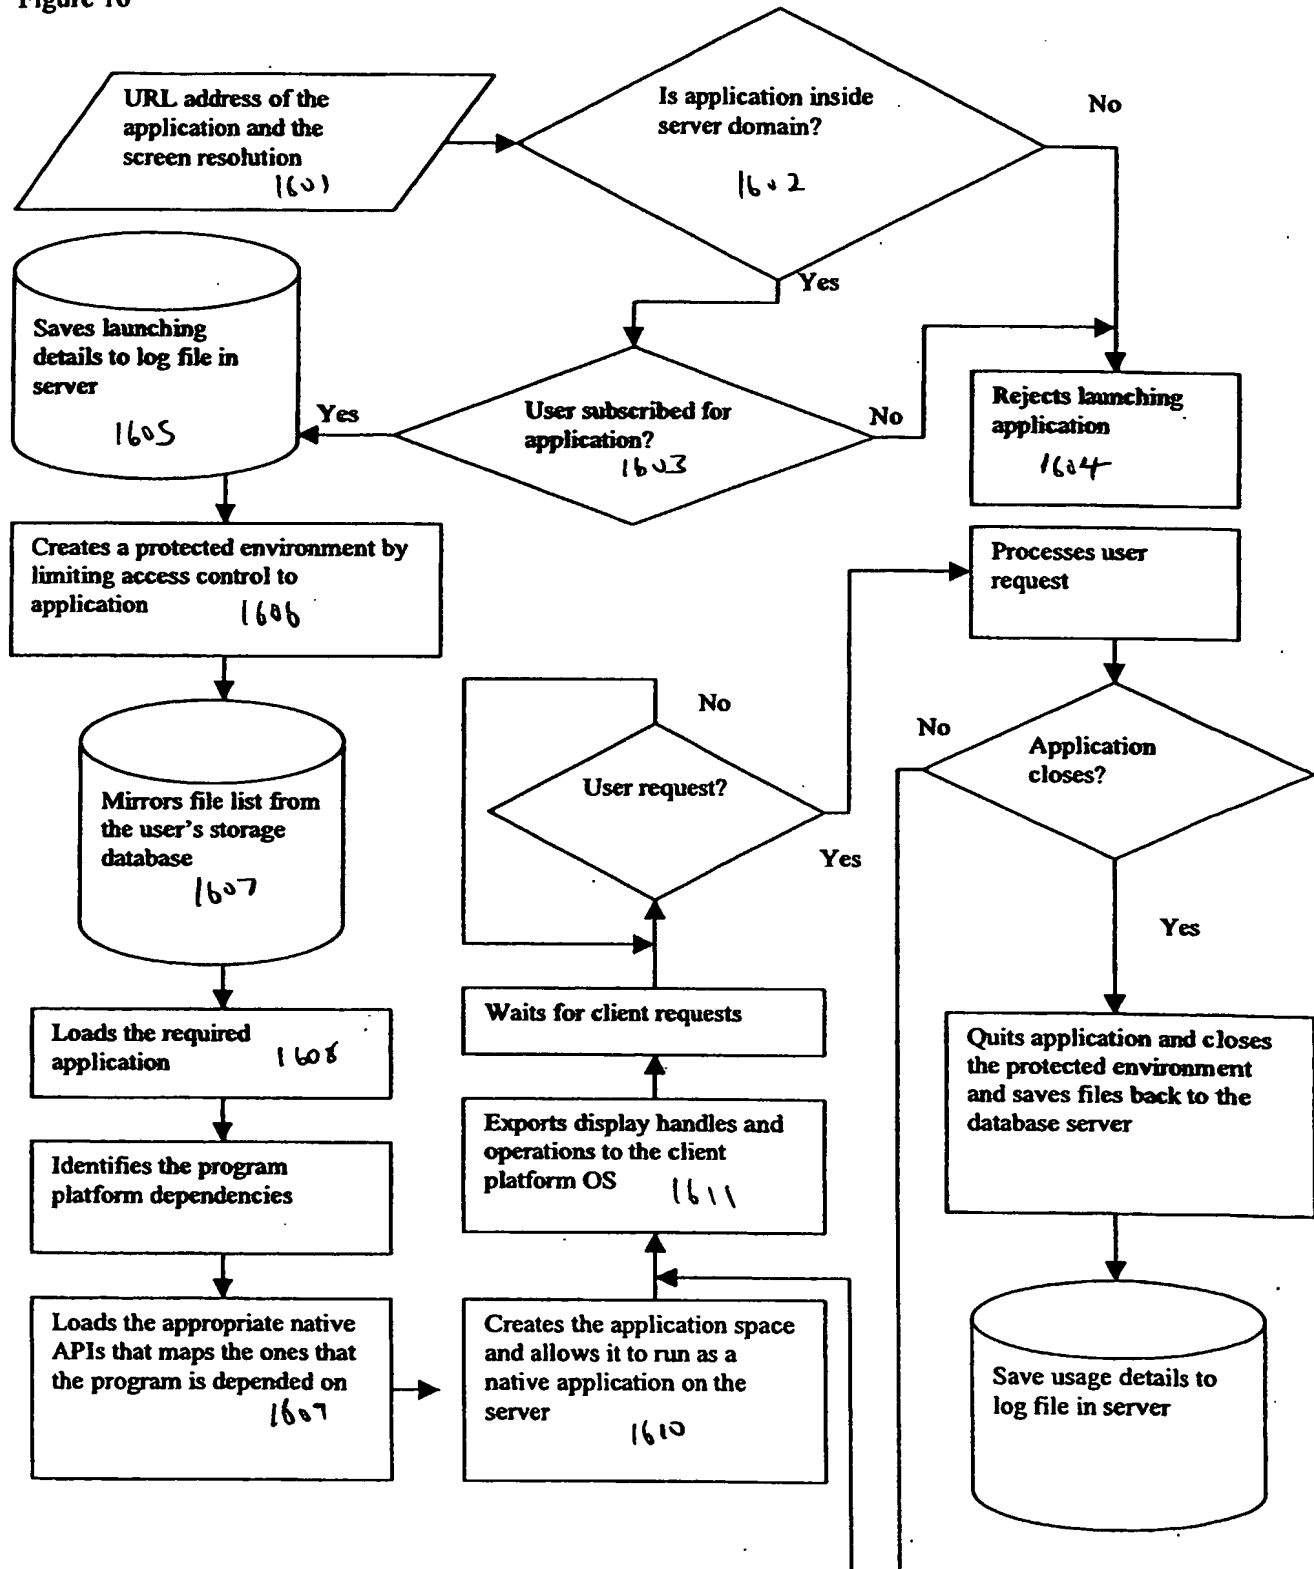 Figure 16
URL address of the
application and the
screen resolution
1601
Is application inside
server domain?
1602
No
Yes
Saves launching
details to log file in
server
1605
Yes
User subscribed for
application?
1603
No
Rejects launching
application
1604
Creates a protected environment by
limiting access control to
application
1606
Processes user
request
Mirrors file list from
the user's storage
database
1607
No
User request?
Yes
No
Application
closes?
Yes
Loads the required
application
1608
Waits for client requests
Quits application and closes
the protected environment
and saves files back to the
database server
Identifies the program
platform dependencies
Exports display handles and
operations to the client
platform OS
1611
Loads the appropriate native
APIs that maps the ones that
the program is depended on
Creates the application space
and allows it to run as a
native application on the
server
1610
Save usage details to
log file in server